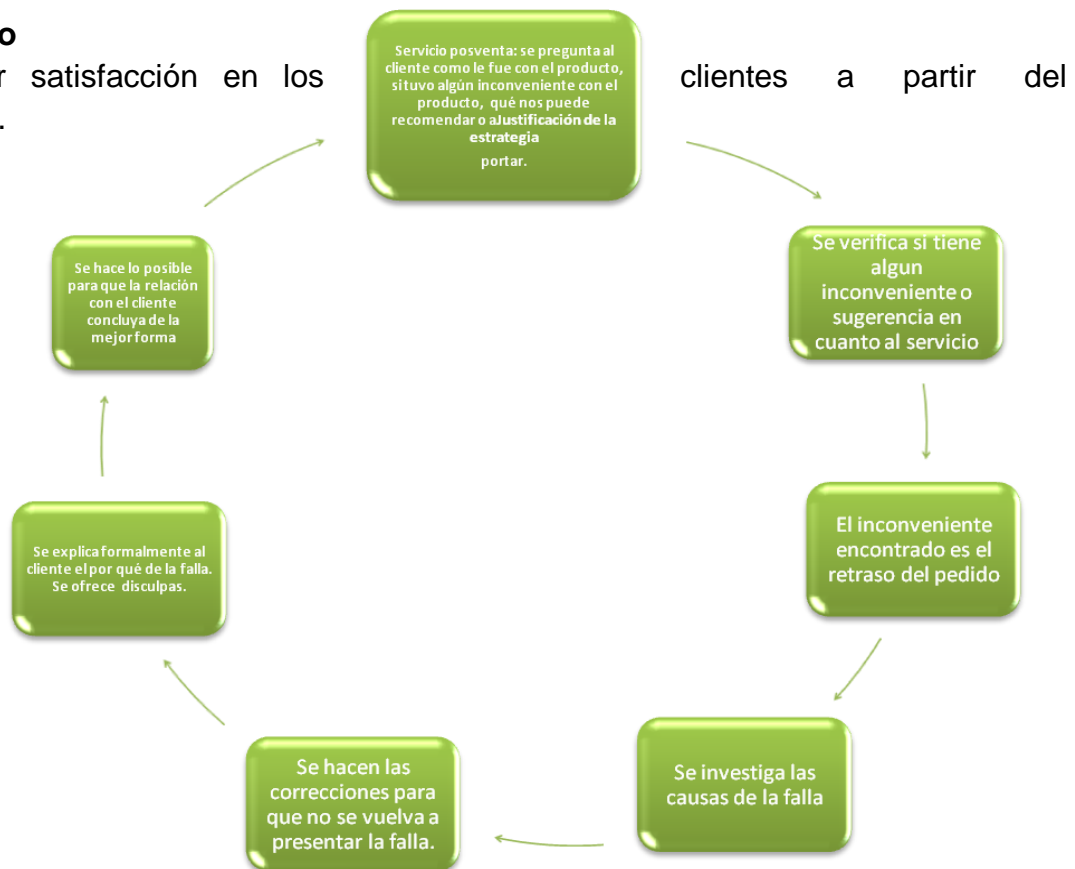 o
r satisfacción en los clientes a partir del
.
Servicio posventa: se pregunta al
cliente como le fue con el producto,
si tuvo algún inconveniente con el
producto, qué nos puede
recomendar o aJustificación de la
estrategia
portar.
Se verifica si tiene
algun
inconveniente o
sugerencia en
cuanto al servicio
El inconveniente
encontrado es el
retraso del pedido
Se investiga las
causas de la falla
Se hacen las
correcciones para
que no se vuelva a
presentar la falla.
Se explica formalmente al
cliente el por qué de la falla.
Se ofrece disculpas.
Se hace lo posible
para que la relación
con el cliente
concluya de la
mejor forma